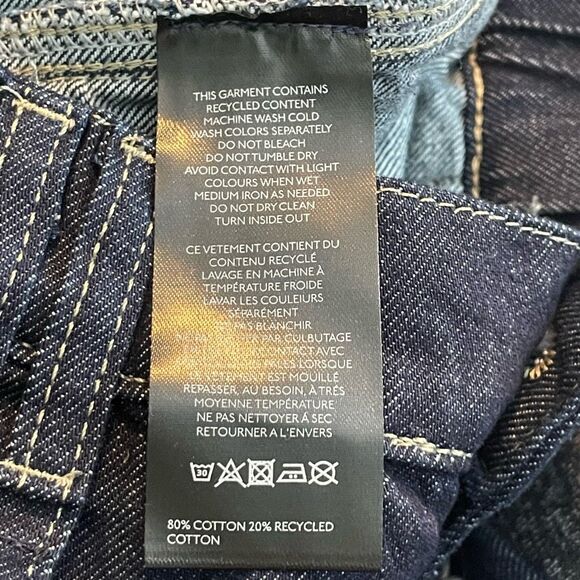 THIS GARMENT CONTAINS
RECYCLED CONTENT
MACHINE WASH COLD
WASH COLORS SEPARATELY
DO NOT BLEACH
DO NOT TUMBLE DRY
AVOID CONTACT WITH LIGHT
COLOURS WHEN WET
MEDIUM IRON AS NEEDED
DO NOT DRY CLEAN
TURN INSIDE OUT
CE VETEMENT CONTIENT DU
CONTENU RECYCLÉ
LAVAGE EN MACHINE À
TEMPÉRATURE FROIDE
LAVAR LES COULEURS
SÉPARÉMENT
PAS BLANCHIR
PAR CULBUTAGE
CONTACT AVEC
LORSQUE
VETEMENT EST MOUILLÉ
REPASSER, AU BESOIN, À TRÈS
MOYENNE TEMPÉRATURE
NE PAS NETTOYER À SEC
RETOURNER A L'ENVERS
30
80% COTTON 20% RECYCLED
COTTON